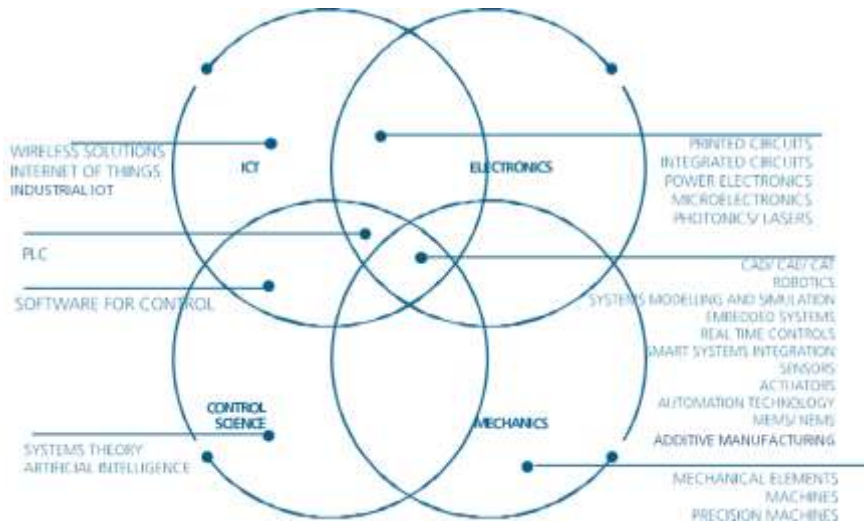 WIRELESS SOLUTIONS
INTERNET OF THINGS
INDUSTRIAL IOT
ICT
ELECTRONICS
PRINTED CIRCUITS
INTEGRATED CIRCUITS
POWER ELECTRONICS
MICROELECTRONICS
PHOTONICS/ LASERS
PLC
SOFTWARE FOR CONTROL
CAD/ CAE/ CAT
ROBOTICS
SYSTEMS MODELLING AND SIMULATION
EMBEDDED SYSTEMS
REAL TIME CONTROLS
SMART SYSTEMS INTEGRATION
SENSORS
ACTUATORS
AUTOMATION TECHNOLOGY
MEMS/ NEMS
ADDITIVE MANUFACTURING
CONTROL
SCIENCE
MECHANICS
SYSTEMS THEORY
ARTIFICIAL INTELLIGENCE
MECHANICAL ELEMENTS
MACHINES
PRECISION MACHINES